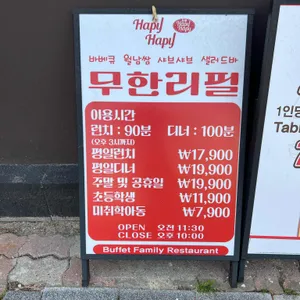 Hapy
Hapy
바베큐 월남쌈 샤브샤브 샐러드바
무한리필
이용시간
런치 : 90분 디너 : 100분
(오후 3시까지)
평일런치 ₩17,900
평일디너 ₩19,900
주말 및 공휴일 ₩19,900
초등학생 ₩11,900
미취학아동 ₩7,900
OPEN 오전 11:30
CLOSE 오후 10:00
Buffet Family Restaurant
1인
Tabl